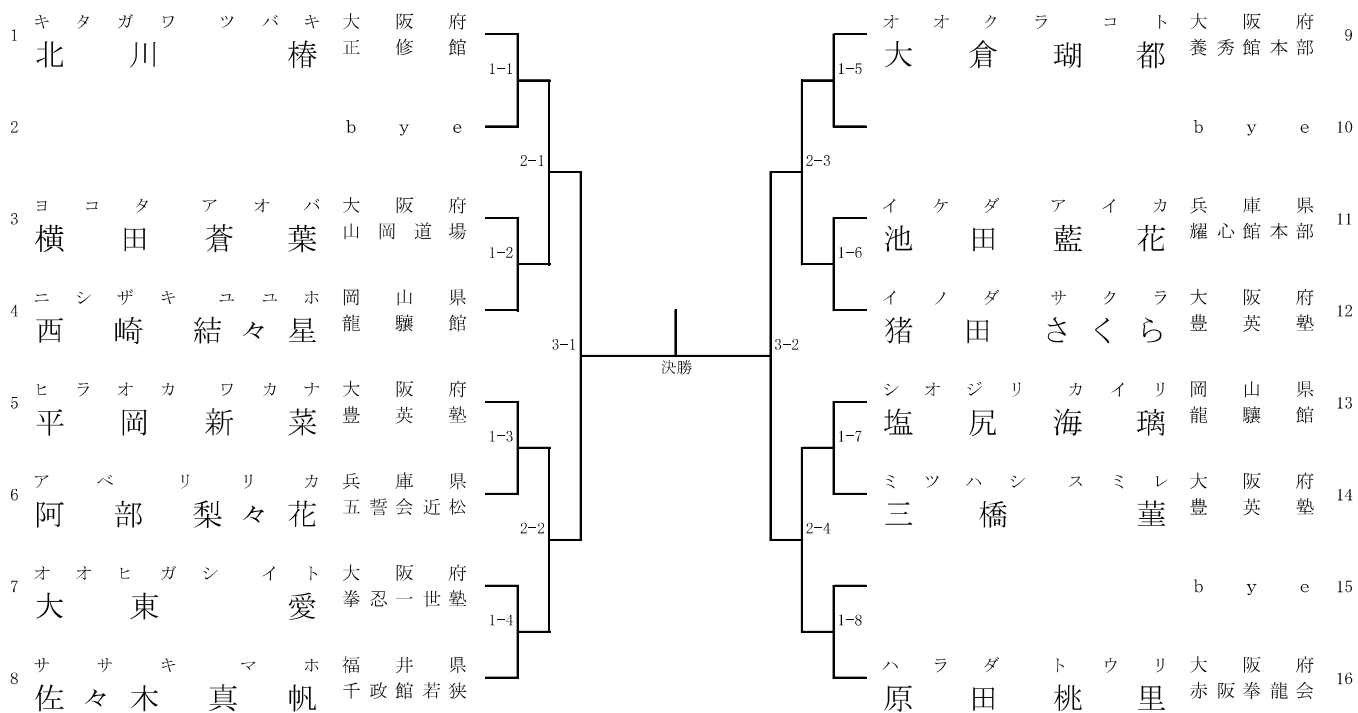 1 キタガワ ツバキ 大阪府
北川 椿 正修館
1-1
2 bye
2-1
3 ヨコタ アオバ 大阪府
横田 蒼葉 山岡道場
1-2
4 ニシザキ ユユホ 岡山県
西崎 結々星 龍驤館
3-1
5 ヒラオカ ワカナ 大阪府
平岡 新菜 豊英塾
1-3
6 アベ リリカ 兵庫県
阿部 梨々花 五誓会近松
2-2
7 オオヒガシ イト 大阪府
大東 愛 拳忍一世塾
1-4
8 ササキ マホ 福井県
佐々木 真帆 千政館若狭
決勝
オオクラ コト 大阪府 9
大倉 瑚都 養秀館本部
1-5
bye 10
2-3
イケダ アイカ 兵庫県 11
池田 藍花 耀心館本部
1-6
イノダ サクラ 大阪府 12
猪田 さくら 豊英塾
3-2
シオジリ カイリ 岡山県 13
塩尻 海璃 龍驤館
1-7
ミツハシ スミレ 大阪府 14
三橋 菫 豊英塾
2-4
bye 15
1-8
ハラダ トウリ 大阪府 16
原田 桃里 赤阪拳龍会